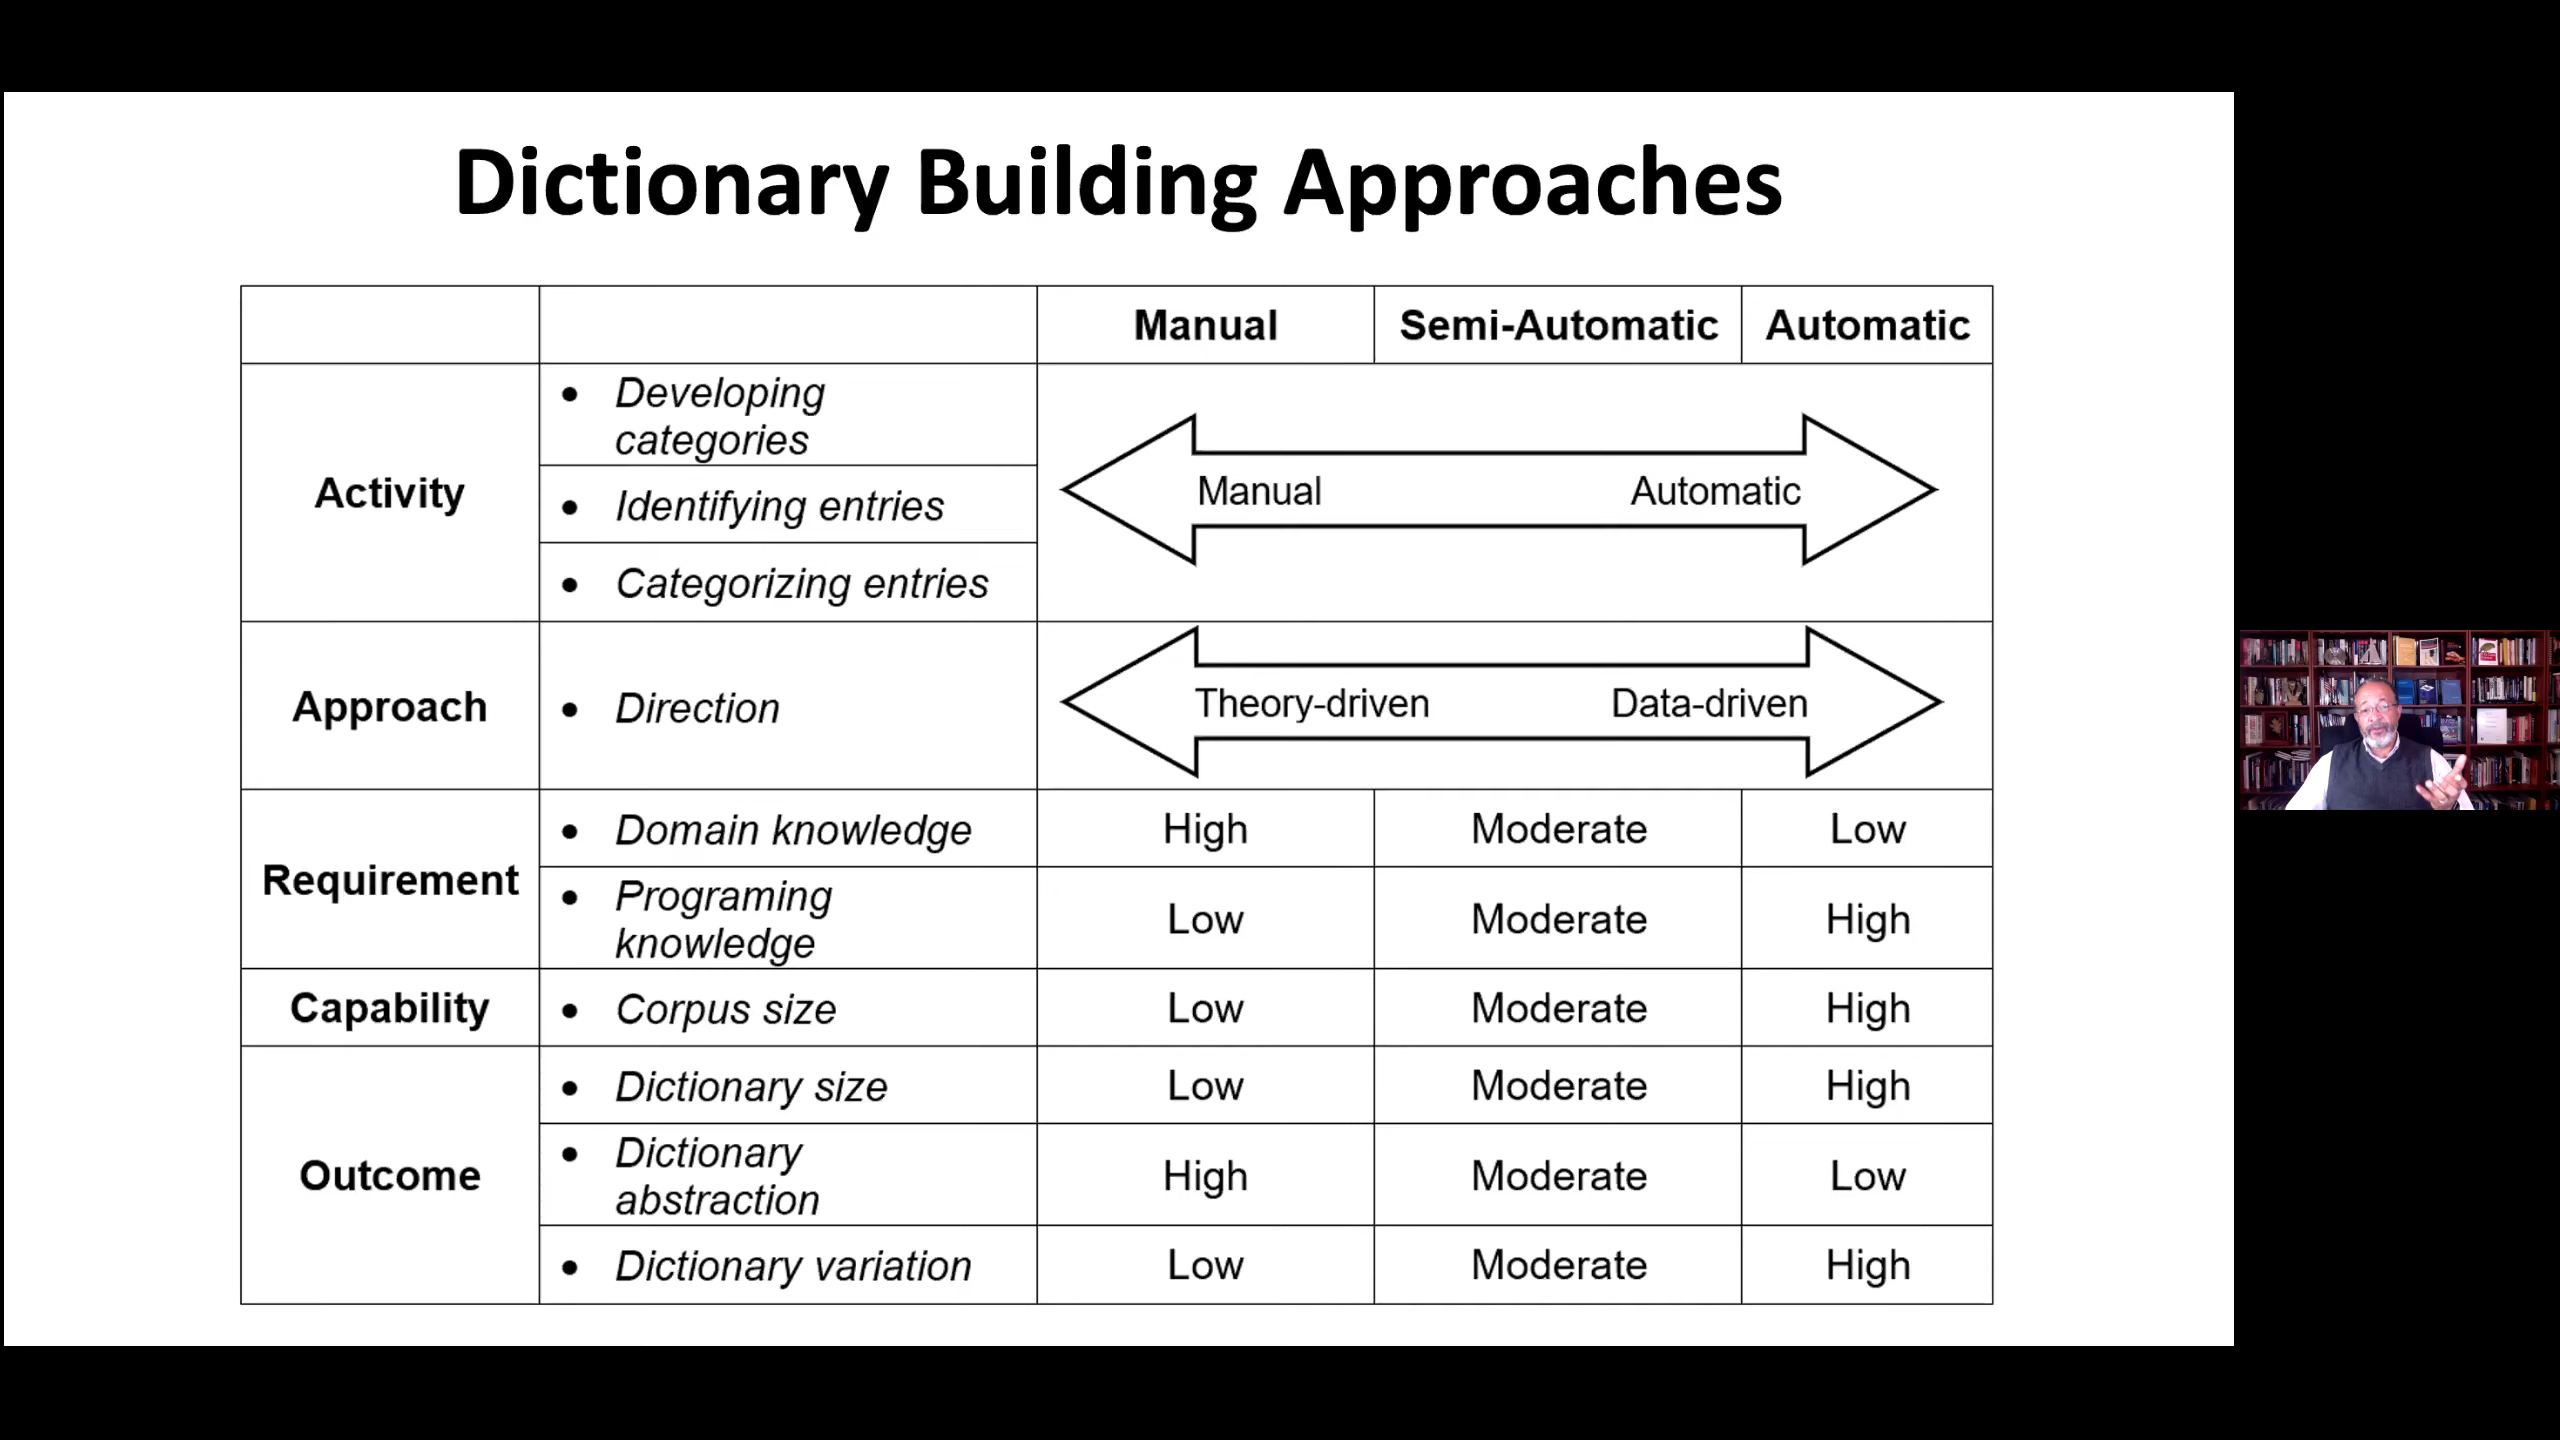 Dictionary Building Approaches
Manual Semi-Automatic Automatic
Activity
• Developing
categories
• Identifying entries
• Categorizing entries
Manual Automatic
Approach
• Direction
Theory-driven Data-driven
Requirement
• Domain knowledge
High Moderate Low
• Programing
knowledge
Low Moderate High
Capability
• Corpus size
Low Moderate High
Outcome
• Dictionary size
Low Moderate High
• Dictionary
abstraction
High Moderate Low
• Dictionary variation
Low Moderate High